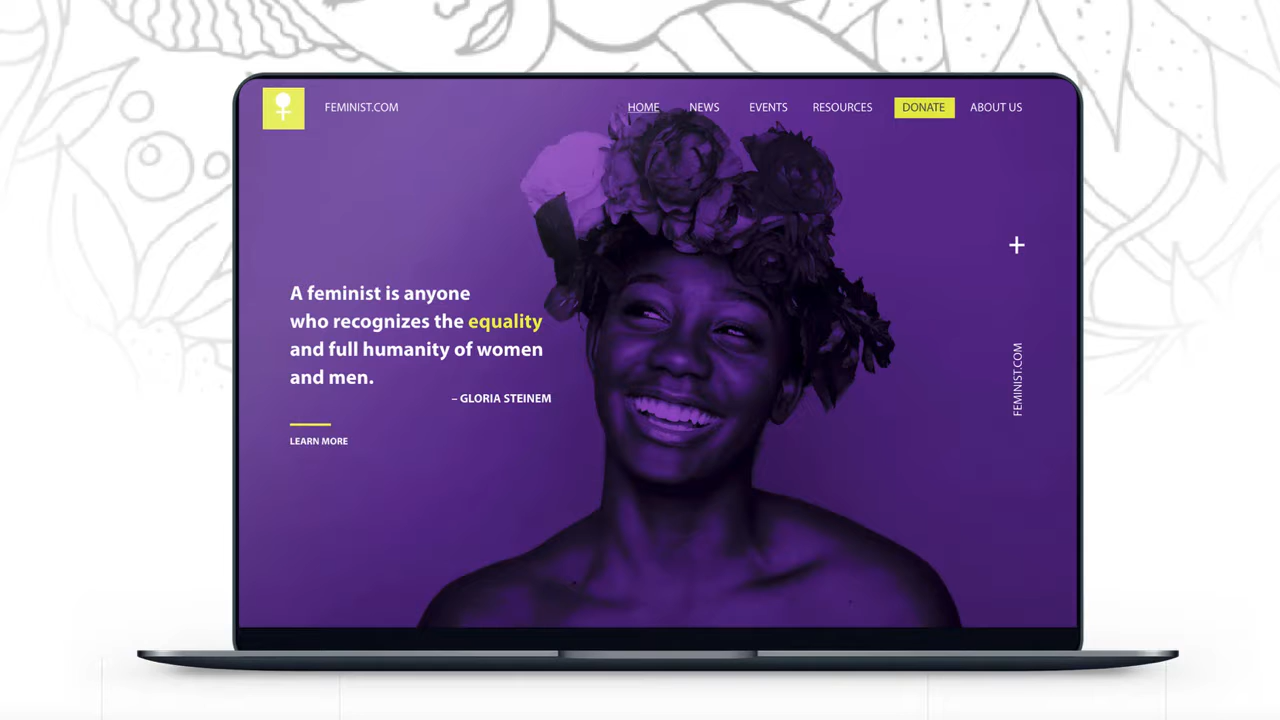 FEMINIST.COM
HOME NEWS EVENTS RESOURCES DONATE ABOUT US
A feminist is anyone
who recognizes the equality
and full humanity of women
and men.
– GLORIA STEINEM
LEARN MORE
+
FEMINIST.COM